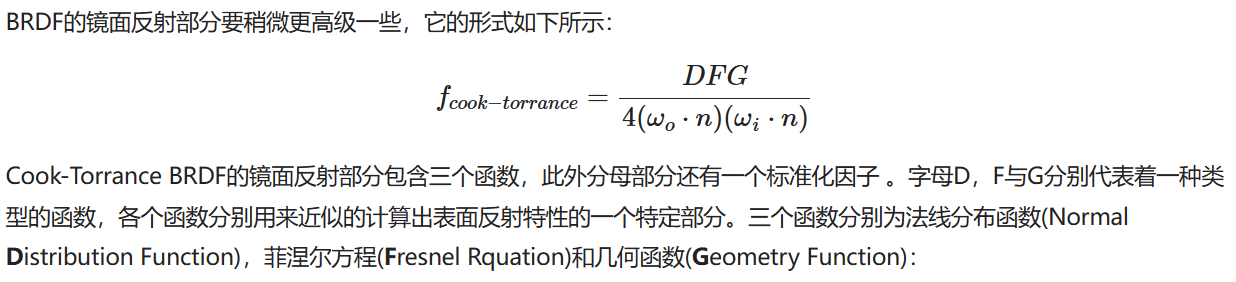 BRDF的镜面反射部分要稍微更高级一些，它的形式如下所示：
f_{cook−torrance} = \frac{DFG}{4(ω_o · n)(ω_i · n)}
Cook-Torrance BRDF的镜面反射部分包含三个函数，此外分母部分还有一个标准化因子 。字母D，F与G分别代表着一种类
型的函数，各个函数分别用来近似的计算出表面反射特性的一个特定部分。三个函数分别为法线分布函数(Normal
Distribution Function)，菲涅尔方程(Fresnel Rquation)和几何函数(Geometry Function)：